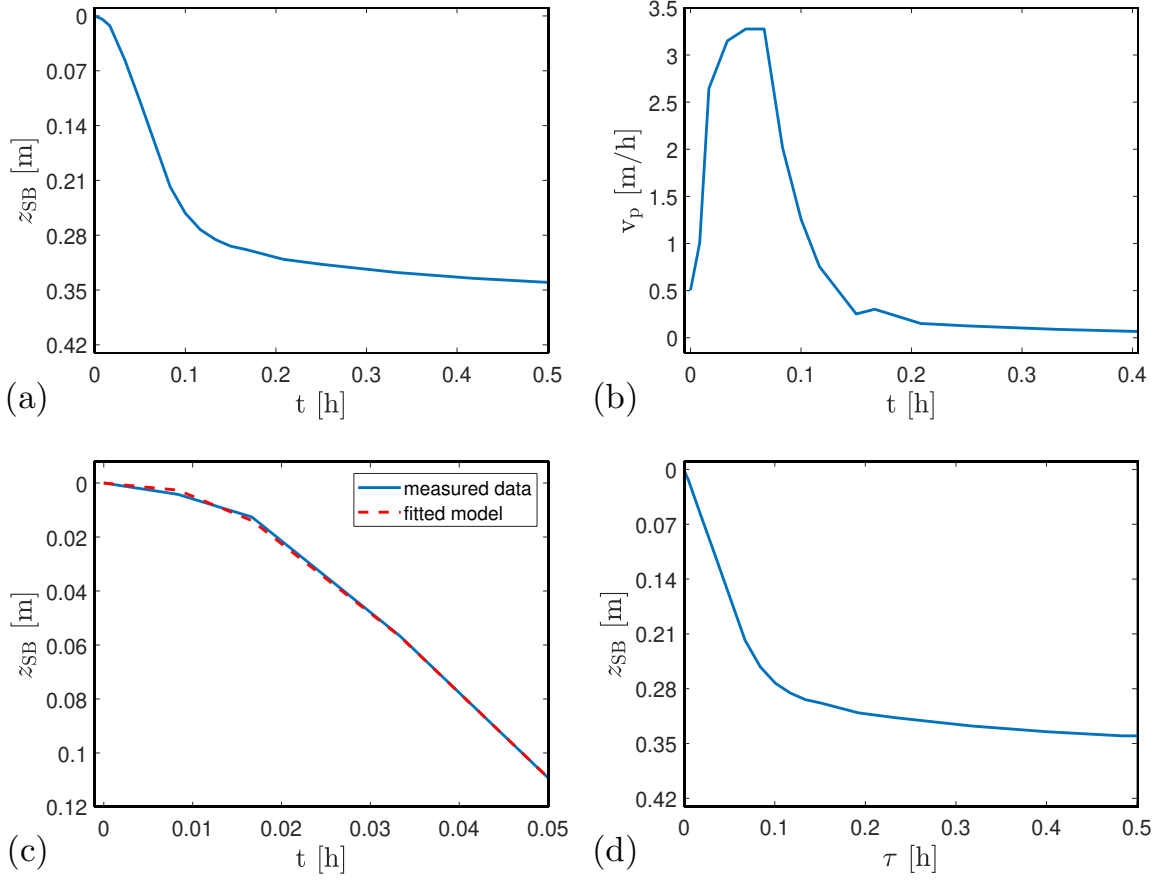 0
0.07
0.14
0.21
0.28
0.35
0.42
z_SB [m]
0 0.1 0.2 0.3 0.4 0.5
t [h]
(a)
3.5
3
2.5
2
1.5
1
0.5
0
v_p [m/h]
0 0.1 0.2 0.3 0.4
t [h]
(b)
0
0.02
0.04
0.06
0.08
0.1
0.12
z_SB [m]
measured data
fitted model
0 0.01 0.02 0.03 0.04 0.05
t [h]
(c)
0
0.07
0.14
0.21
0.28
0.35
0.42
z_SB [m]
0 0.1 0.2 0.3 0.4 0.5
τ [h]
(d)